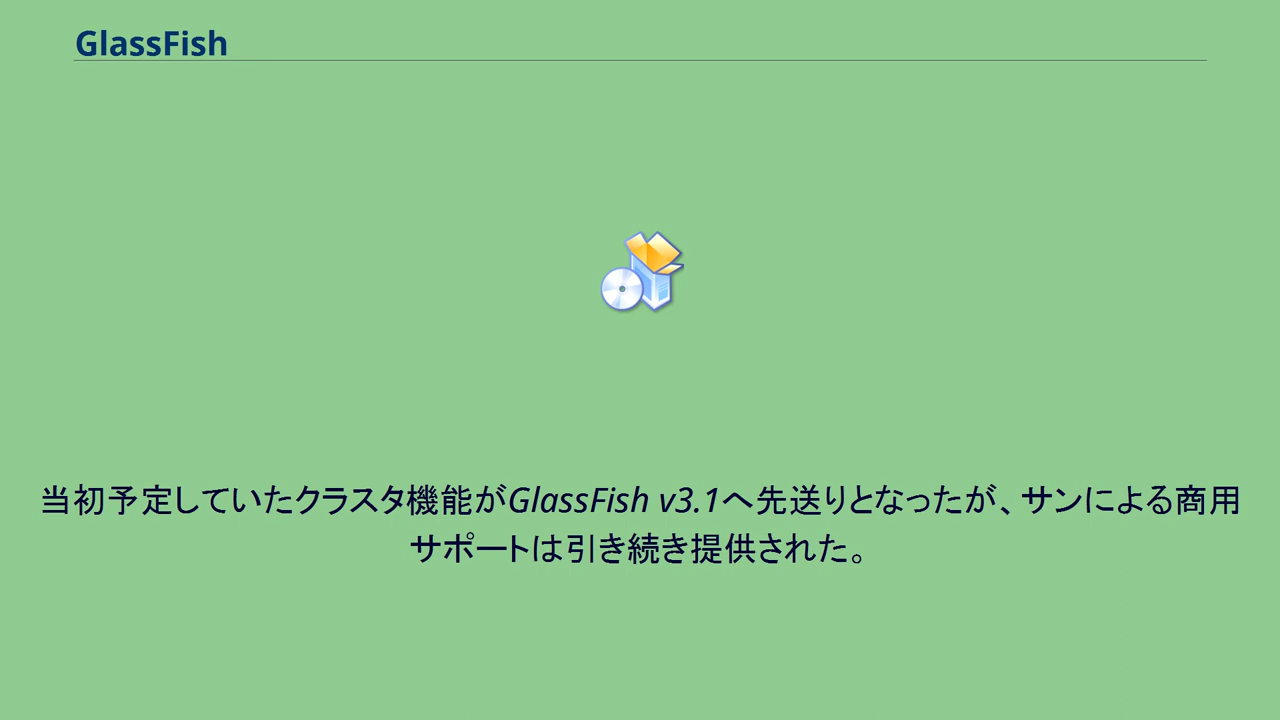 GlassFish
当初予定していたクラスタ機能がGlassFish v3.1へ先送りとなったが、サンによる商用
サポートは引き続き提供された。